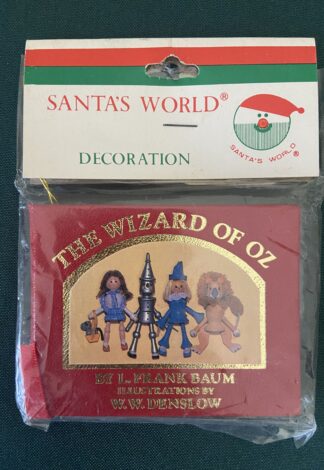 SANTA'S WORLD®
DECORATION
SANTA'S WORLD ®
THE WIZARD OF OZ
BY L. FRANK BAUM
ILLUSTRATIONS BY
W.W. DENSLOW